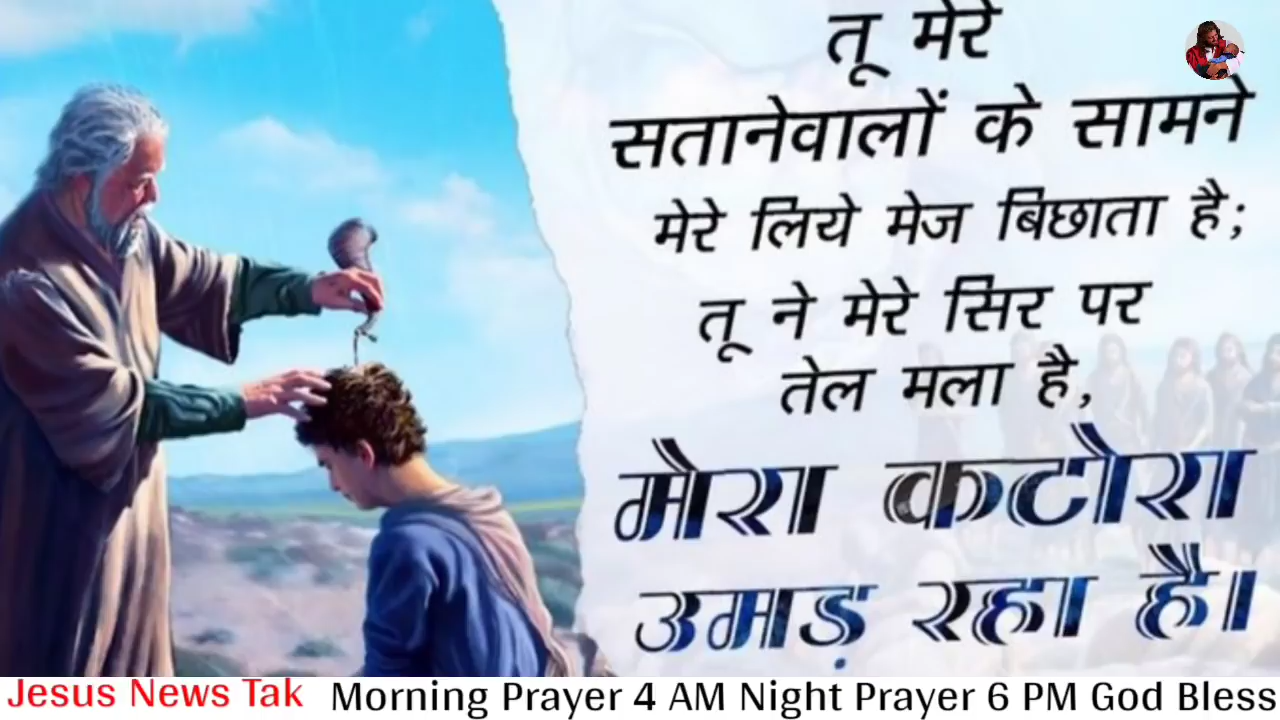 तू मेरे
सतानेवालों के सामने
मेरे लिये मेज बिछाता है;
तू ने मेरे सिर पर
तेल मला है,
मेरा कटोरा
उमड़ रहा है।
Jesus News Tak Morning Prayer 4 AM Night Prayer 6 PM God Bless